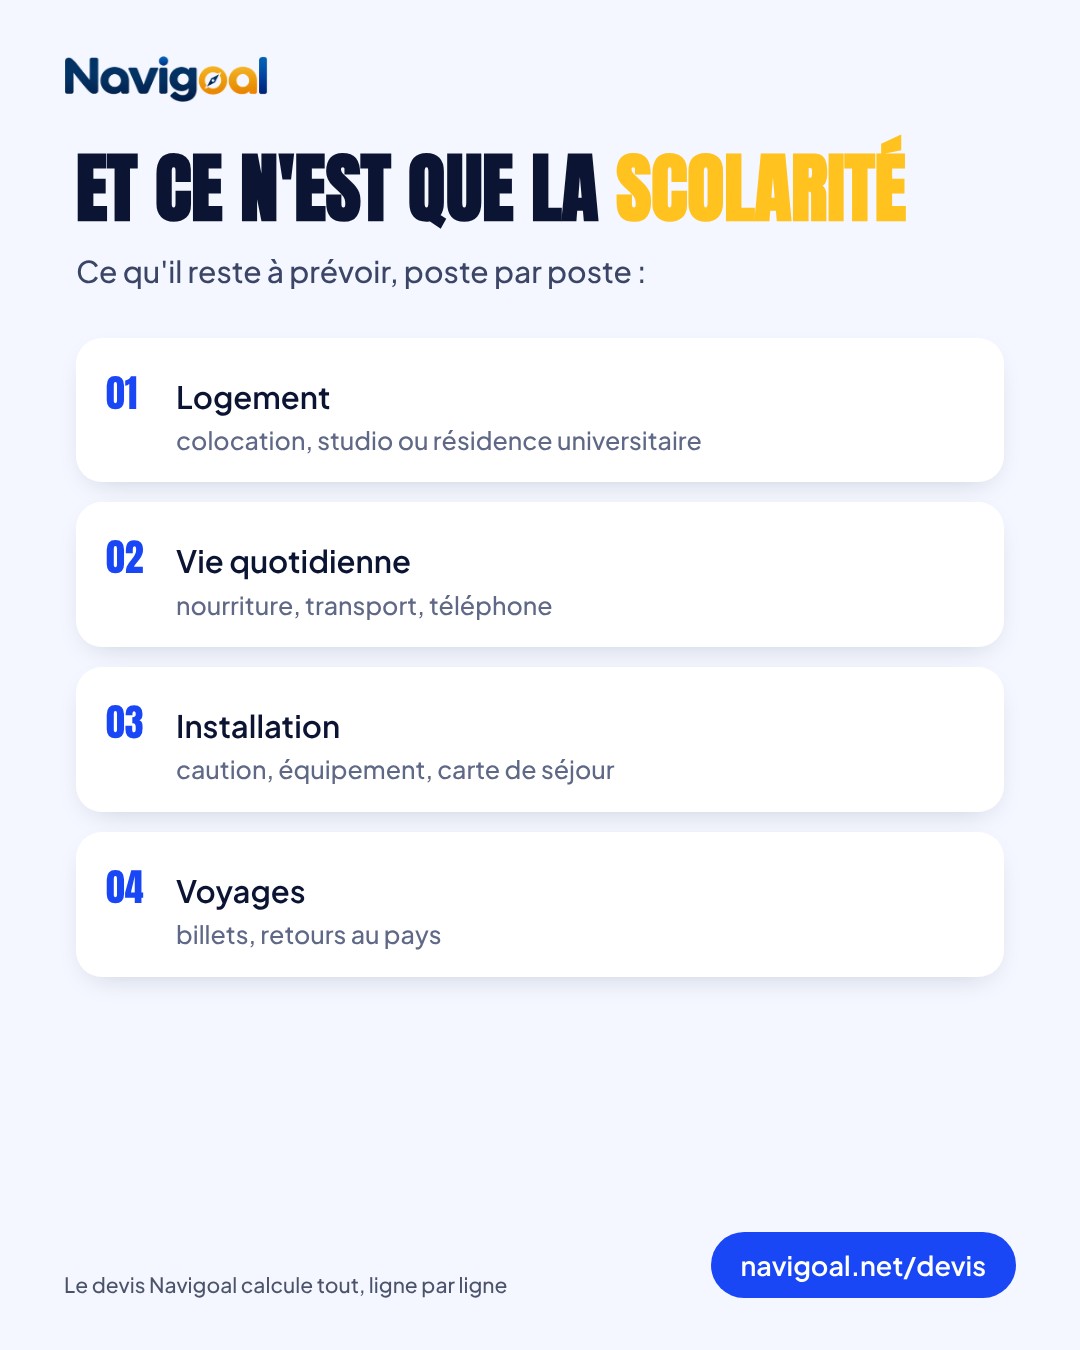 Navigoal
ET CE N'EST QUE LA SCOLARITÉ
Ce qu'il reste à prévoir, poste par poste :
01 Logement
colocation, studio ou résidence universitaire
02 Vie quotidienne
nourriture, transport, téléphone
03 Installation
caution, équipement, carte de séjour
04 Voyages
billets, retours au pays
Le devis Navigoal calcule tout, ligne par ligne
navigoal.net/devis